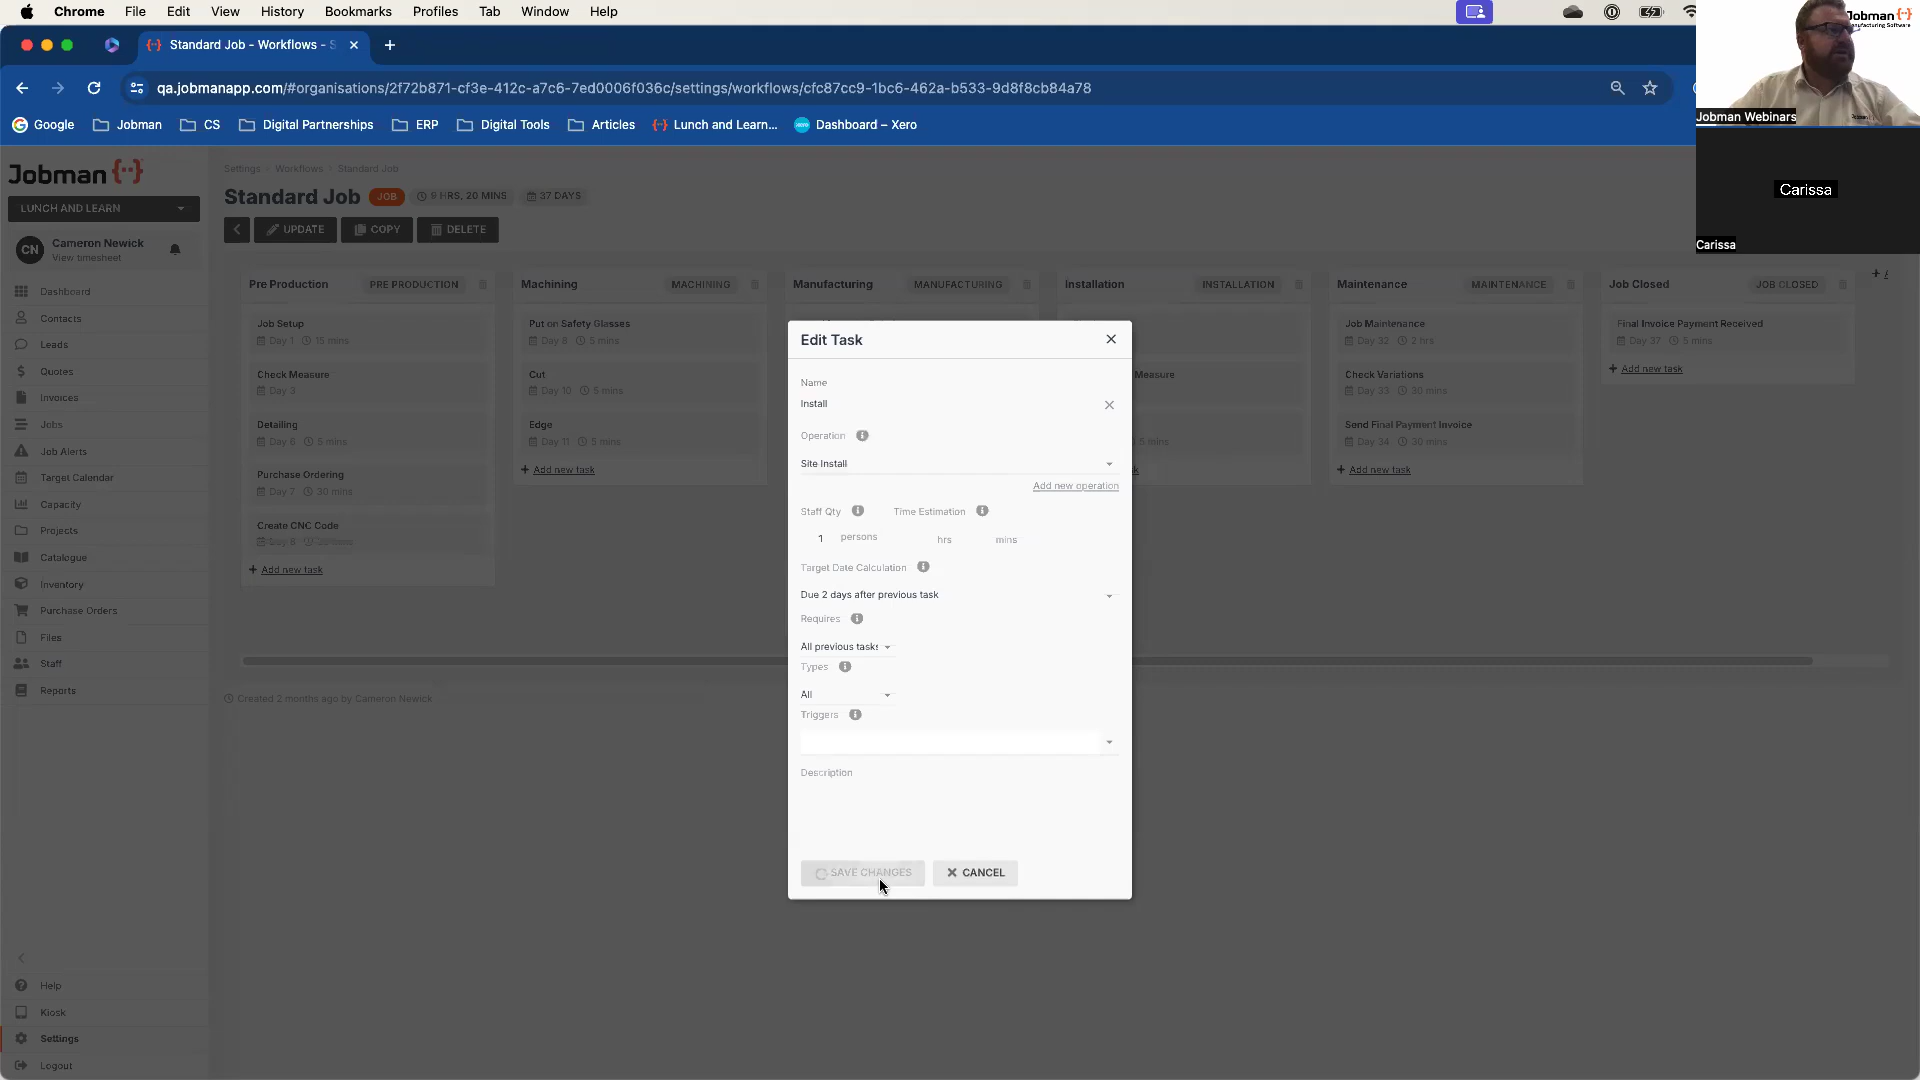 Chrome File Edit View History Bookmarks Profiles Tab Window Help
Standard Job - Workflows - S
qa.jobmanapp.com/#organisations/2f72b871-cf3e-412c-a7c6-7ed0006f036c/settings/workflows/cfc87cc9-1bc6-462a-b533-9d8f8cb84a78
Google Jobman CS Digital Partnerships ERP Digital Tools Articles Lunch and Learn... Dashboard – Xero
Jobman
Jobman Webinars
Carissa
Carissa
Jobman
LUNCH AND LEARN
CN Cameron Newick
View timesheet
Dashboard
Contacts
Leads
Quotes
Invoices
Jobs
Job Alerts
Target Calendar
Capacity
Projects
Catalogue
Inventory
Purchase Orders
Files
Staff
Reports
Help
Kiosk
Settings
Logout
Settings Workflows Standard Job
Standard Job JOB 9 HRS, 20 MINS 37 DAYS
UPDATE COPY DELETE
Pre Production PRE PRODUCTION
Job Setup
Day 1 15 mins
Check Measure
Day 3
Detailing
Day 6 5 mins
Purchase Ordering
Day 7 30 mins
Create CNC Code
+ Add new task
Machining MACHINING
Put on Safety Glasses
Day 8 5 mins
Cut
Day 10 5 mins
Edge
Day 11 5 mins
+ Add new task
Manufacturing MANUFACTURING
Installation INSTALLATION
Measure
5 mins
Maintenance MAINTENANCE
Job Maintenance
Day 32 2 hrs
Check Variations
Day 33 30 mins
Send Final Payment Invoice
Day 34 30 mins
+ Add new task
Job Closed JOB CLOSED
Final Invoice Payment Received
Day 37 5 mins
+ Add new task
Created 2 months ago by Cameron Newick
Edit Task
Name
Install
Operation
Site Install
Add new operation
Staff Qty Time Estimation
1 persons hrs mins
Target Date Calculation
Due 2 days after previous task
Requires
All previous tasks
Types
All
Triggers
Description
SAVE CHANGES CANCEL